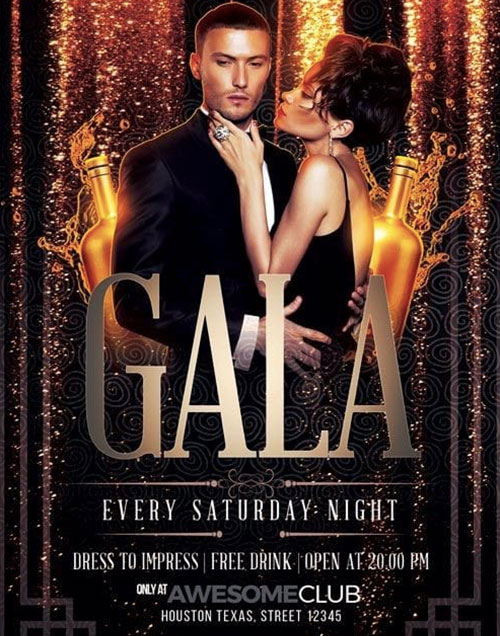 GALA
EVERY SATURDAY NIGHT
DRESS TO IMPRESS | FREE DRINK | OPEN AT 20.00 PM
ONLY AT AWESOMECLUB
HOUSTON TEXAS, STREET 12345